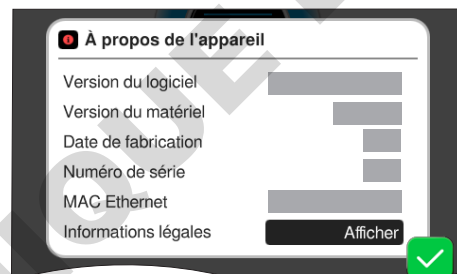 À propos de l'appareil
Version du logiciel
Version du matériel
Date de fabrication
Numéro de série
MAC Ethernet
Informations légales Afficher